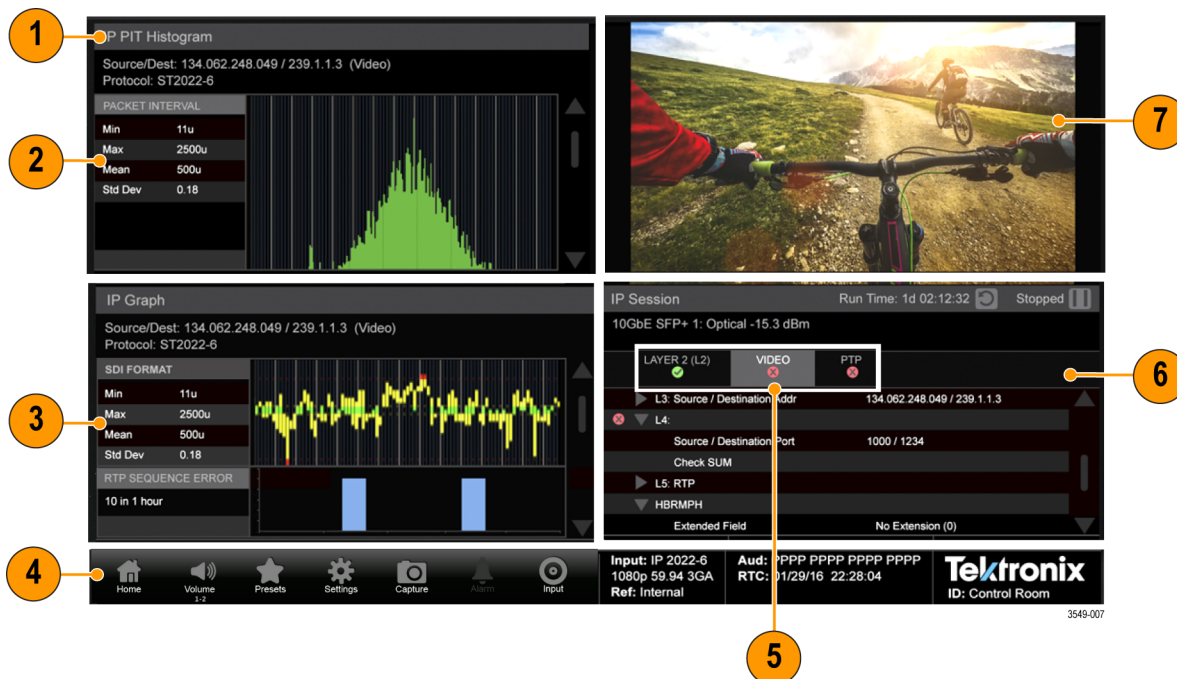 1
IP PIT Histogram
Source/Dest: 134.062.248.049 / 239.1.1.3 (Video)
Protocol: ST2022-6
PACKET INTERVAL
Min 11u
2
Max 2500u
Mean 500u
Std Dev 0.18
7
IP Graph
Source/Dest: 134.062.248.049 / 239.1.1.3 (Video)
Protocol: ST2022-6
SDI FORMAT
Min 11u
3
Max 2500u
Mean 500u
Std Dev 0.18
RTP SEQUENCE ERROR
10 in 1 hour
IP Session Run Time: 1d 02:12:32 Stopped
10GbE SFP+ 1: Optical -15.3 dBm
LAYER 2 (L2) VIDEO PTP
6
L3: Source / Destination Addr 134.062.248.049 / 239.1.1.3
L4:
Source / Destination Port 1000 / 1234
Check SUM
L5: RTP
HBRMPH
Extended Field No Extension (0)
4
Home Volume Presets Settings Capture Alarm Input
1-2
Input: IP 2022-6
1080p 59.94 3GA
Ref: Internal
Aud: PPPP PPPP PPPP PPPP
RTC: 01/29/16 22:28:04
Tektronix
ID: Control Room
3549-007
5